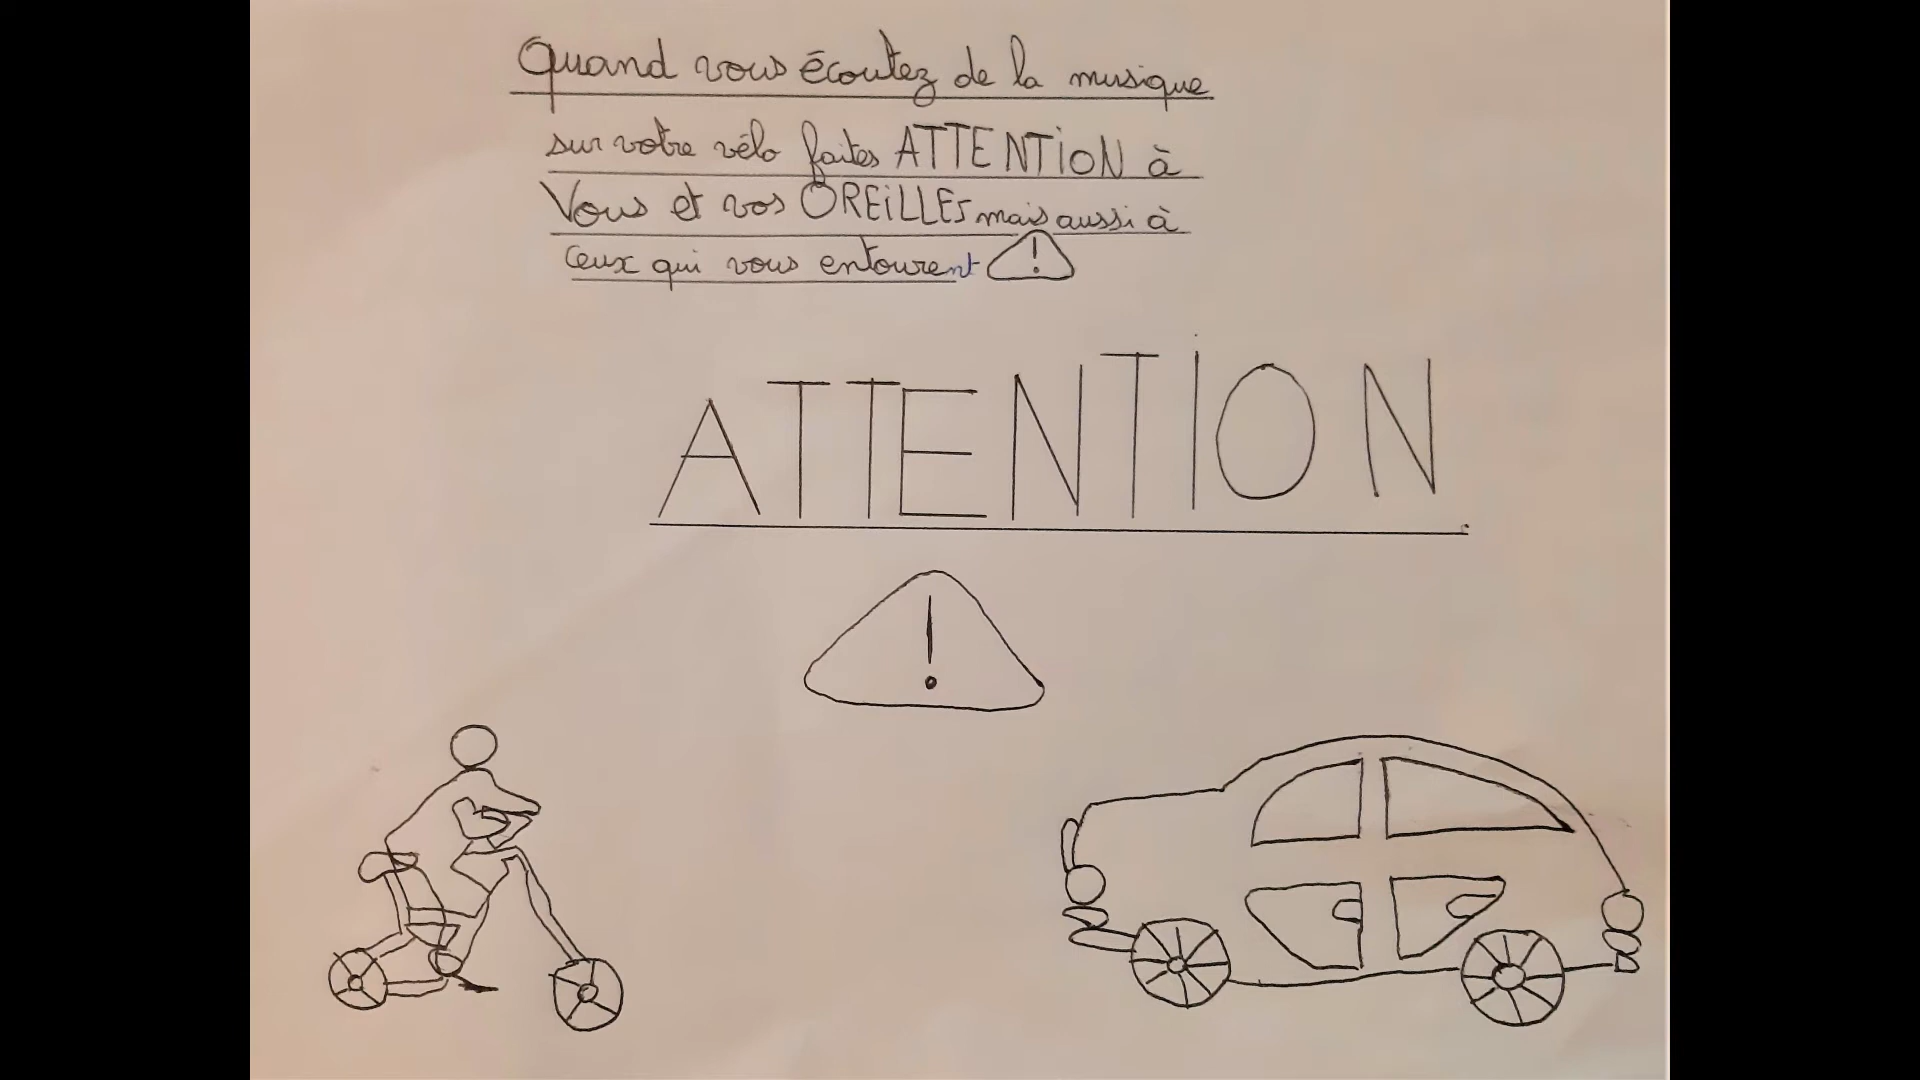 Quand vous écoutez de la musique
sur votre vélo faites ATTENTiON à
Vous et vos OREiLLES mais aussi à
ceux qui vous entourent !
ATTENTiON
!